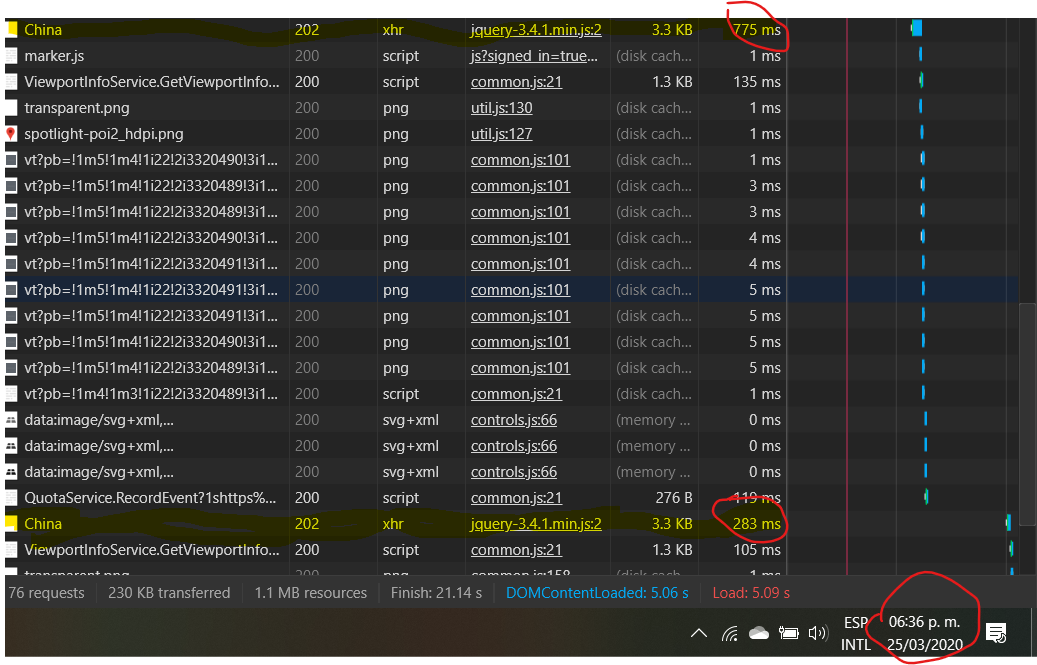 China 202 xhr jquery-3.4.1.min.js:2 3.3 KB 775 ms
marker.js 200 script js?signed_in=true... (disk cach... 1 ms
ViewportInfoService.GetViewportInfo... 200 script common.js:21 1.3 KB 135 ms
transparent.png 200 png util.js:130 (disk cach... 1 ms
spotlight-poi2_hdpi.png 200 png util.js:127 (disk cach... 1 ms
vt?pb=!1m5!1m4!1i22!2i3320490!3i1... 200 png common.js:101 (disk cach... 1 ms
vt?pb=!1m5!1m4!1i22!2i3320489!3i1... 200 png common.js:101 (disk cach... 3 ms
vt?pb=!1m5!1m4!1i22!2i3320489!3i1... 200 png common.js:101 (disk cach... 3 ms
vt?pb=!1m5!1m4!1i22!2i3320490!3i1... 200 png common.js:101 (disk cach... 4 ms
vt?pb=!1m5!1m4!1i22!2i3320491!3i1... 200 png common.js:101 (disk cach... 4 ms
vt?pb=!1m5!1m4!1i22!2i3320491!3i1... 200 png common.js:101 (disk cach... 5 ms
vt?pb=!1m5!1m4!1i22!2i3320491!3i1... 200 png common.js:101 (disk cach... 5 ms
vt?pb=!1m5!1m4!1i22!2i3320490!3i1... 200 png common.js:101 (disk cach... 5 ms
vt?pb=!1m5!1m4!1i22!2i3320489!3i1... 200 png common.js:101 (disk cach... 5 ms
vt?pb=!1m4!1m3!1i22!2i3320489!3i1... 200 script common.js:21 (disk cach... 1 ms
data:image/svg+xml,... 200 svg+xml controls.js:66 (memory ... 0 ms
data:image/svg+xml,... 200 svg+xml controls.js:66 (memory ... 0 ms
data:image/svg+xml,... 200 svg+xml controls.js:66 (memory ... 0 ms
QuotaService.RecordEvent?1shttps%... 200 script common.js:21 276 B 119 ms
China 202 xhr jquery-3.4.1.min.js:2 3.3 KB 283 ms
ViewportInfoService.GetViewportInfo... 200 script common.js:21 1.3 KB 105 ms
transparent.png 200 png common.js:158 (disk cach...
76 requests 230 KB transferred 1.1 MB resources Finish: 21.14 s DOMContentLoaded: 5.06 s Load: 5.09 s
ESP 06:36 p. m.
INTL 25/03/2020